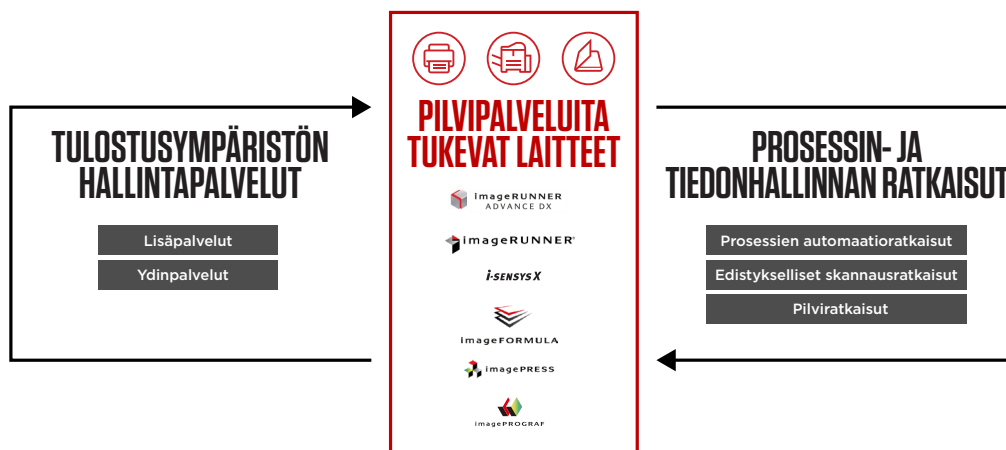 TULOSTUSYMPÄRISTÖN
HALLINTAPALVELUT
Lisäpalvelut
Ydinpalvelut
PILVIPALVELUITA
TUKEVAT LAITTEET
imageRUNNER
ADVANCE DX
imageRUNNER
i-SENSYS X
imageFORMULA
imagePRESS
imagePROGRAF
PROSESSIN- JA
TIEDONHALLINNAN RATKAISUT
Prosessien automaatioratkaisut
Edistykselliset skannausratkaisut
Pilviratkaisut